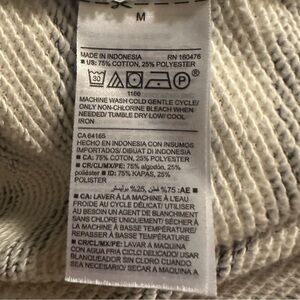 M
MADE IN INDONESIA RN 160476
■ US: 75% COTTON, 25% POLYESTER
30 P
1166
MACHINE WASH COLD GENTLE CYCLE/
ONLY NON-CHLORINE BLEACH WHEN
NEEDED/ TUMBLE DRY-LOW/ COOL
IRON
CA 64165
HECHO EN INDONESIA CON INSUMOS
IMPORTADOS/ DIBUAT DI INDONESIA
■ CA: 75% COTON, 25% POLYESTER
■ CR/CL/MX/PE: 75% algodón, 25%
poliéster ■ ID: 75% KAPAS, 25%
POLISTER
■ AE: 75% قطن, 25% بوليستر
■ CA: LAVER À LA MACHINE À L'EAU
FROIDE AU CYCLE DÉLICAT/ UTILISER
AU BESOIN UN AGENT DE BLANCHIMENT
SANS CHLORE UNIQUEMENT/ SÉCHER À
LA MACHINE À BASSE TEMPÉRATURE/
REPASSER À BASSE TEMPÉRATURE
■ CR/CL/MX/PE: LAVAR A MAQUINA
CON AGUA FRIA CICLO DELICADO/ USAR
BLANQUEADOR SIN CLORO CUANDO
SEA NECESARIO/ SECAR A MAQUINA A